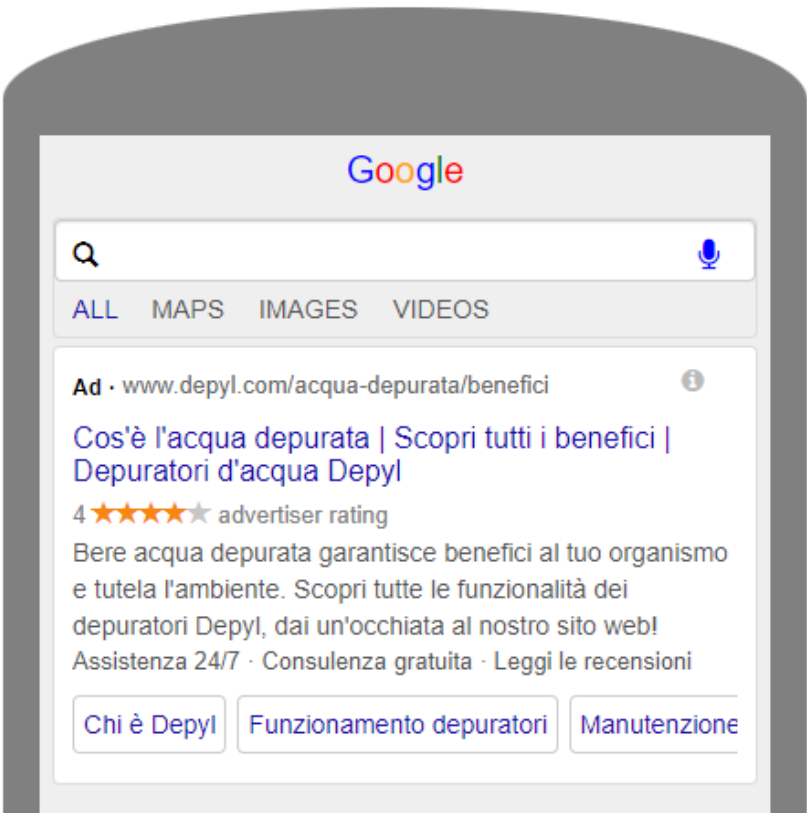 Google
ALL MAPS IMAGES VIDEOS
Ad · www.depyl.com/acqua-depurata/benefici
Cos'è l'acqua depurata | Scopri tutti i benefici |
Depuratori d'acqua Depyl
4 ★★★★★ advertiser rating
Bere acqua depurata garantisce benefici al tuo organismo
e tutela l'ambiente. Scopri tutte le funzionalità dei
depuratori Depyl, dai un'occhiata al nostro sito web!
Assistenza 24/7 · Consulenza gratuita · Leggi le recensioni
Chi è Depyl Funzionamento depuratori Manutenzione